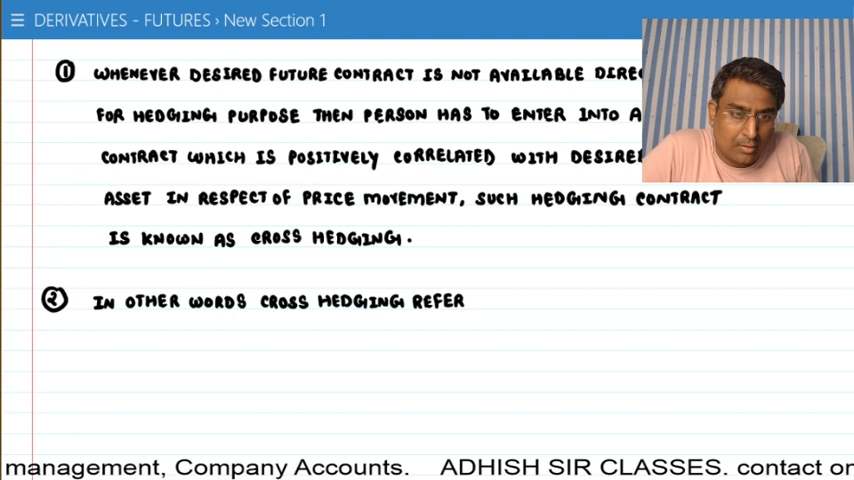 DERIVATIVES - FUTURES › New Section 1
① WHENEVER DESIRED FUTURE CONTRACT IS NOT AVAILABLE
FOR HEDGING PURPOSE THEN PERSON HAS TO ENTER INTO A
CONTRACT WHICH IS POSITIVELY CORRELATED WITH DESIRE
ASSET IN RESPECT OF PRICE MOVEMENT, SUCH HEDGING CONTRACT
IS KNOWN AS CROSS HEDGING.
② IN OTHER WORDS CROSS HEDGING REFER
management, Company Accounts. ADHISH SIR CLASSES. contact on